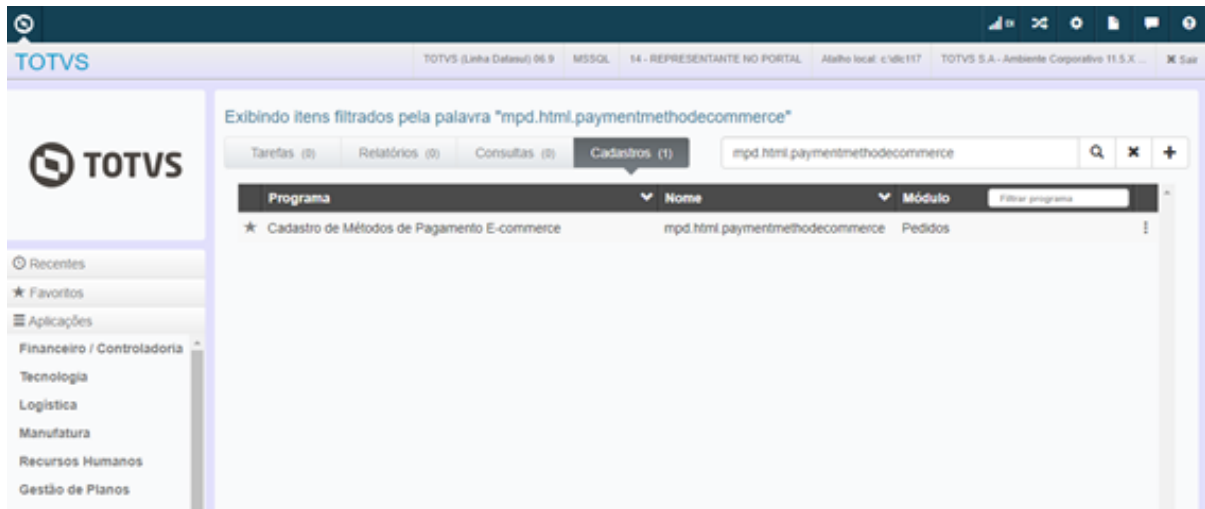 TOTVS
TOTVS (Linha Datasul) 06.9 MSSQL 14 - REPRESENTANTE NO PORTAL Atalho local: c:\dlc117 TOTVS S.A - Ambiente Corporativo 11.5.X ... Sair
TOTVS
Exibindo itens filtrados pela palavra "mpd.html.paymentmethodecommerce"
Tarefas (0) Relatórios (0) Consultas (0) Cadastros (1) mpd.html.paymentmethodecommerce
Programa Nome Módulo Filtrar programa
Cadastro de Métodos de Pagamento E-commerce mpd.html.paymentmethodecommerce Pedidos
Recentes
Favoritos
Aplicações
Financeiro / Controladoria
Tecnologia
Logística
Manufatura
Recursos Humanos
Gestão de Planos